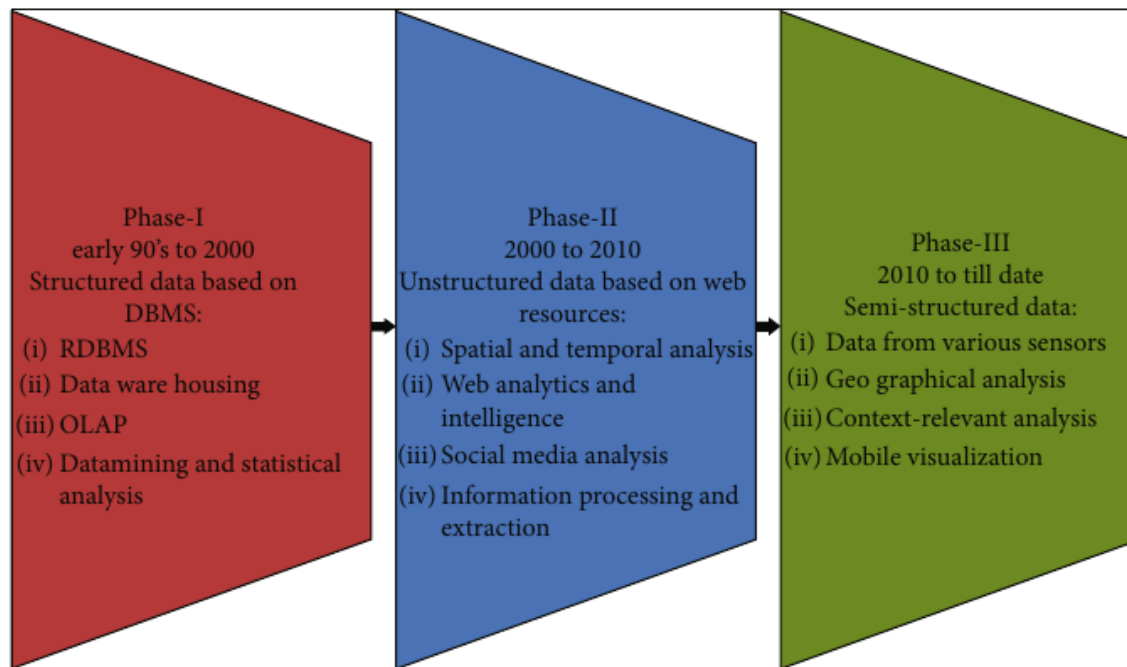 Phase-I
early 90's to 2000
Structured data based on
DBMS:
(i) RDBMS
(ii) Data ware housing
(iii) OLAP
(iv) Datamining and statistical
analysis
Phase-II
2000 to 2010
Unstructured data based on web
resources:
(i) Spatial and temporal analysis
(ii) Web analytics and
intelligence
(iii) Social media analysis
(iv) Information processing and
extraction
Phase-III
2010 to till date
Semi-structured data:
(i) Data from various sensors
(ii) Geo graphical analysis
(iii) Context-relevant analysis
(iv) Mobile visualization